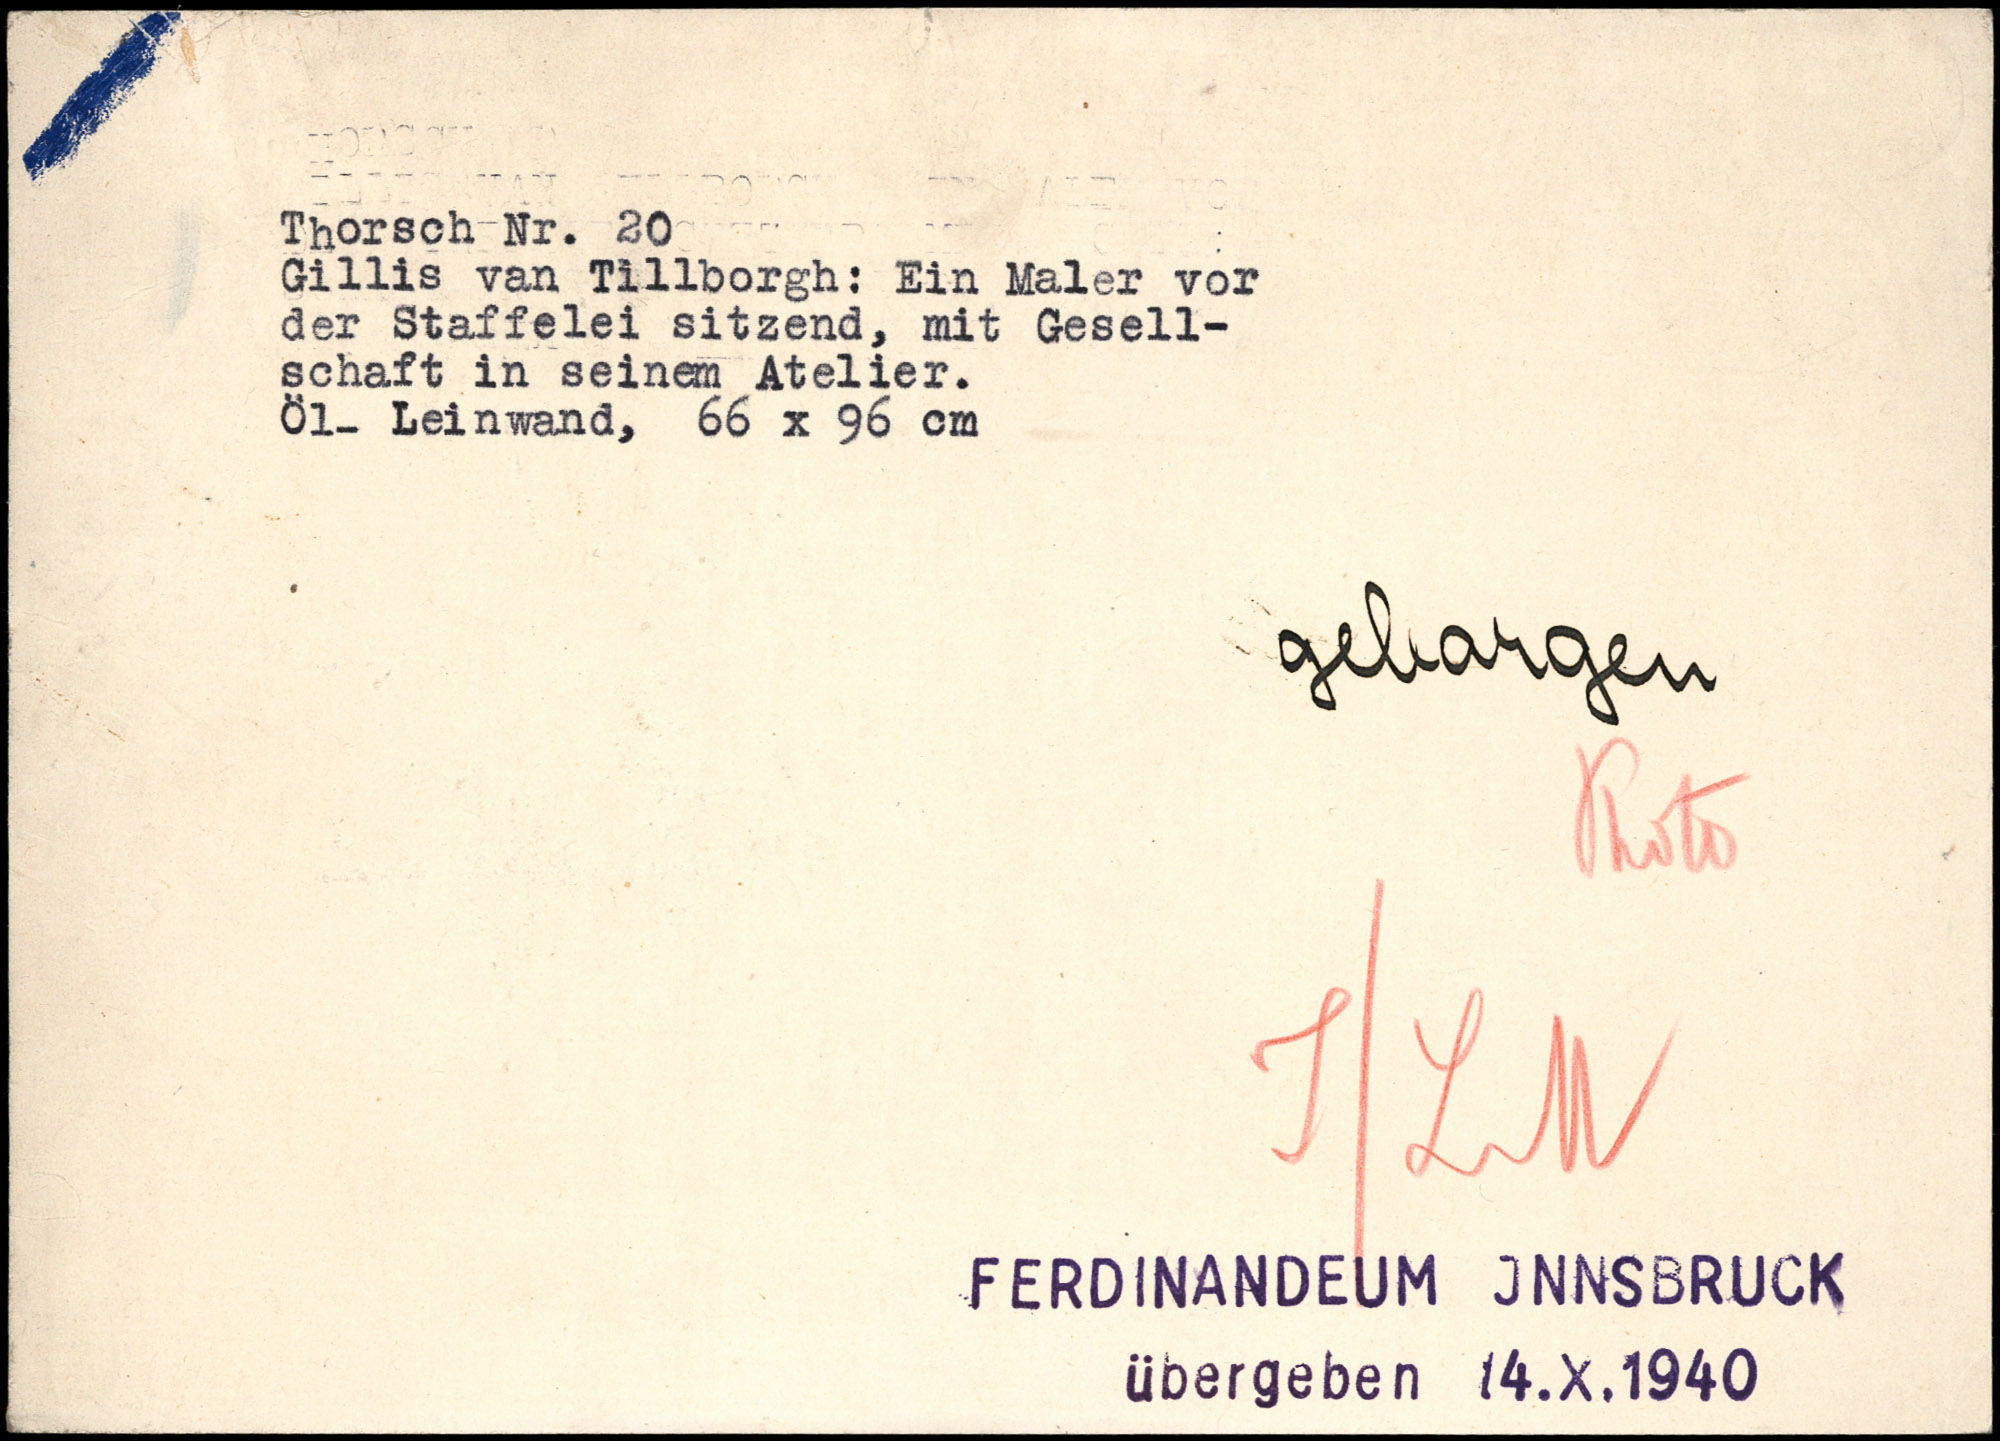 Thorsch Nr. 20
Gillis van Tillborgh: Ein Maler vor
der Staffelei sitzend, mit Gesell-
schaft in seinem Atelier.
Öl- Leinwand, 66 x 96 cm
geborgen
Photo
FERDINANDEUM JNNSBRUCK
übergeben 14.X.1940